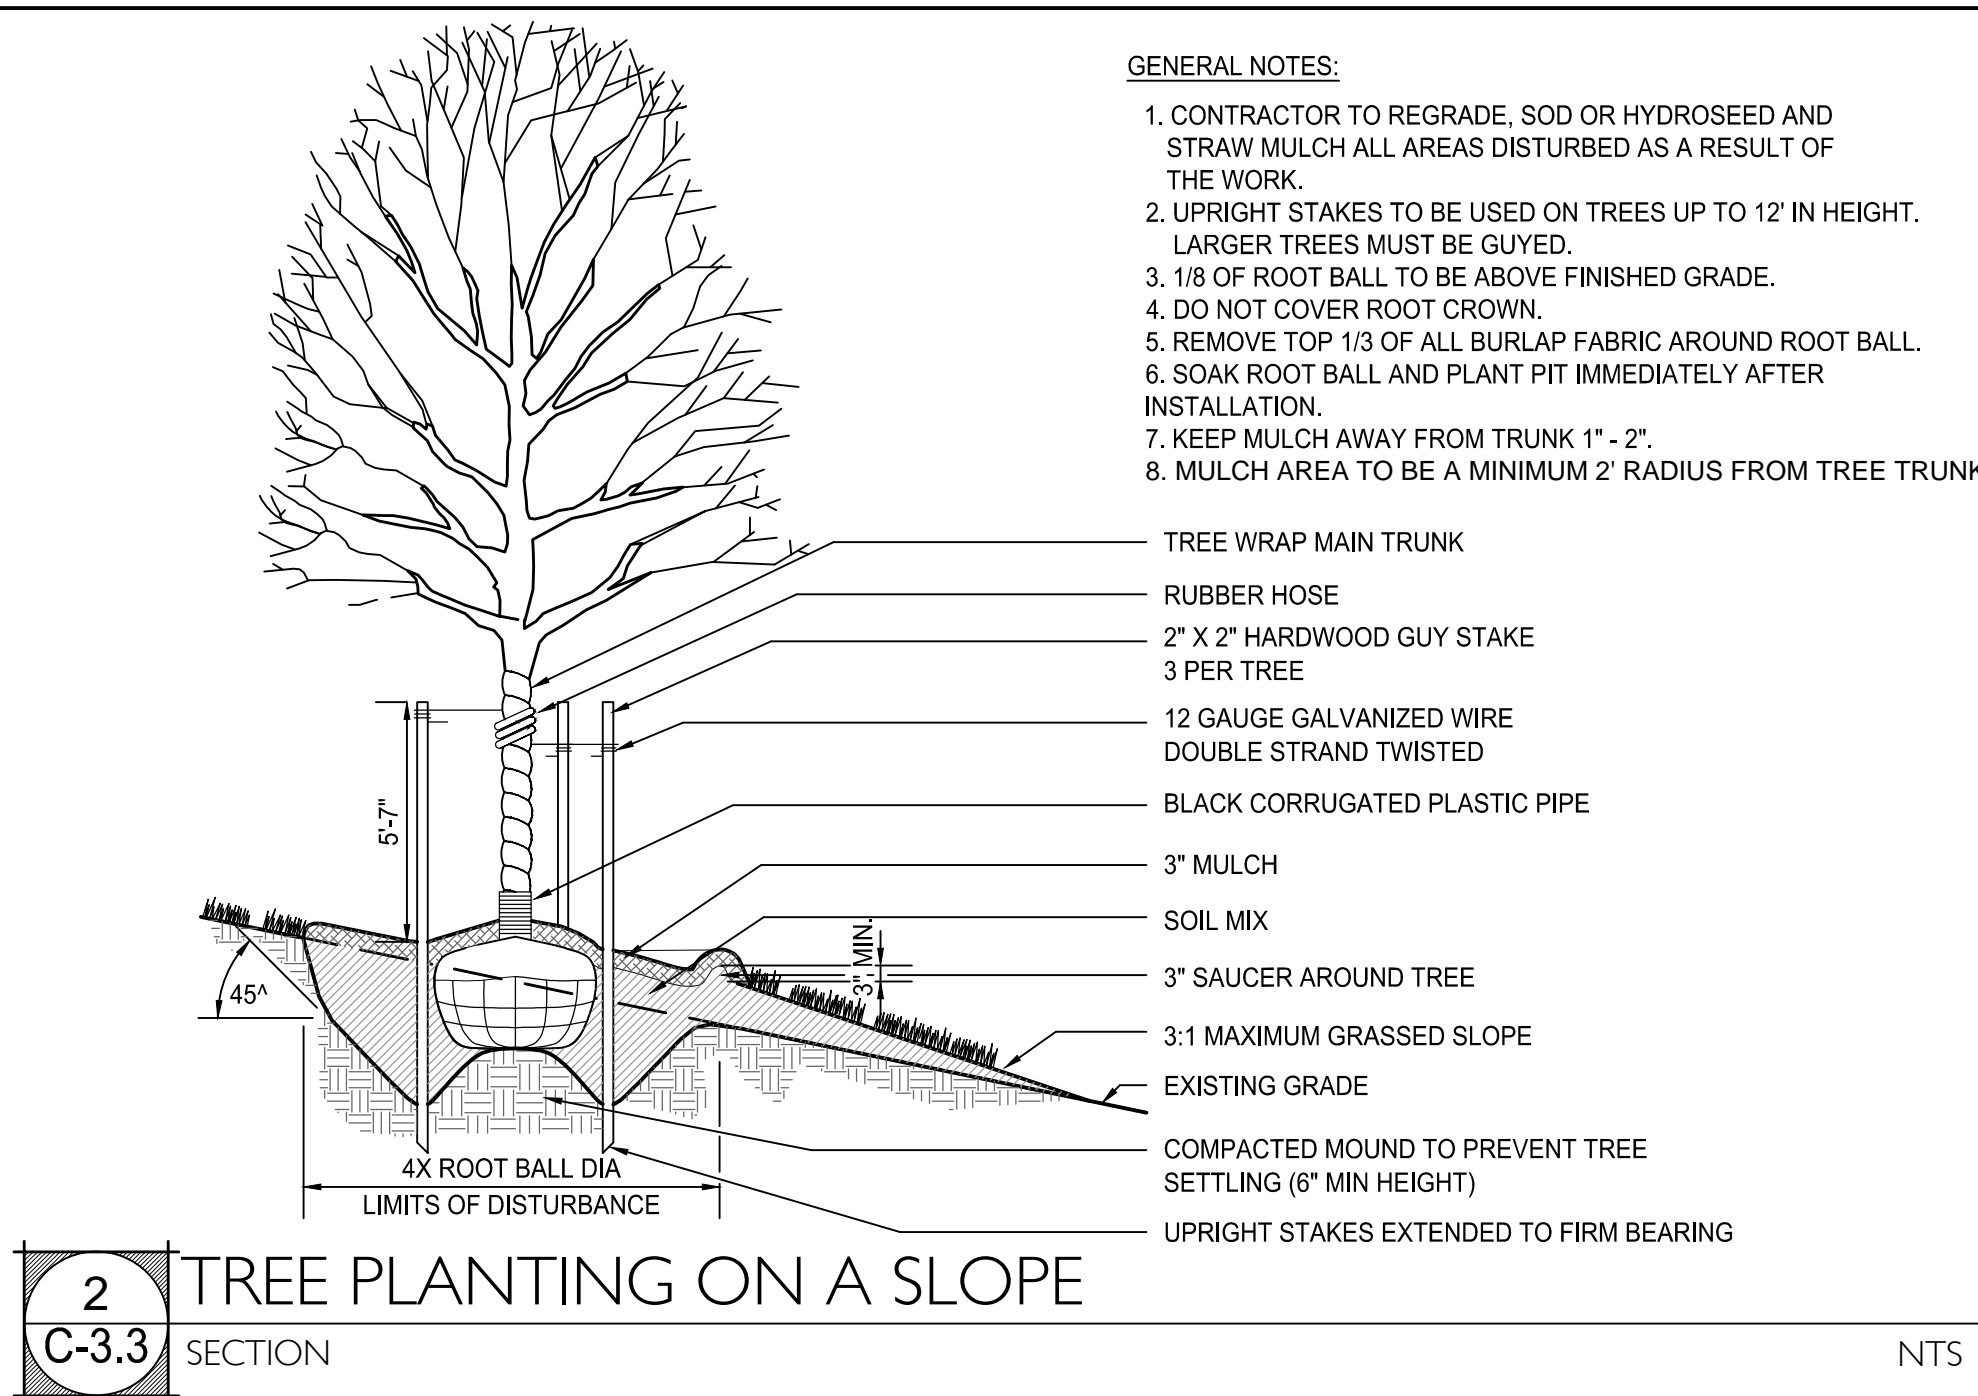 GENERAL NOTES:
1. CONTRACTOR TO REGRADE, SOD OR HYDROSEED AND
STRAW MULCH ALL AREAS DISTURBED AS A RESULT OF
THE WORK.
2. UPRIGHT STAKES TO BE USED ON TREES UP TO 12' IN HEIGHT.
LARGER TREES MUST BE GUYED.
3. 1/8 OF ROOT BALL TO BE ABOVE FINISHED GRADE.
4. DO NOT COVER ROOT CROWN.
5. REMOVE TOP 1/3 OF ALL BURLAP FABRIC AROUND ROOT BALL.
6. SOAK ROOT BALL AND PLANT PIT IMMEDIATELY AFTER
INSTALLATION.
7. KEEP MULCH AWAY FROM TRUNK 1" - 2".
8. MULCH AREA TO BE A MINIMUM 2' RADIUS FROM TREE TRUNK
TREE WRAP MAIN TRUNK
RUBBER HOSE
2" X 2" HARDWOOD GUY STAKE
3 PER TREE
12 GAUGE GALVANIZED WIRE
DOUBLE STRAND TWISTED
BLACK CORRUGATED PLASTIC PIPE
3" MULCH
SOIL MIX
3" SAUCER AROUND TREE
3:1 MAXIMUM GRASSED SLOPE
EXISTING GRADE
COMPACTED MOUND TO PREVENT TREE
SETTLING (6" MIN HEIGHT)
UPRIGHT STAKES EXTENDED TO FIRM BEARING
5'-7"
3" MIN.
45^
4X ROOT BALL DIA
LIMITS OF DISTURBANCE
2
C-3.3
TREE PLANTING ON A SLOPE
SECTION
NTS